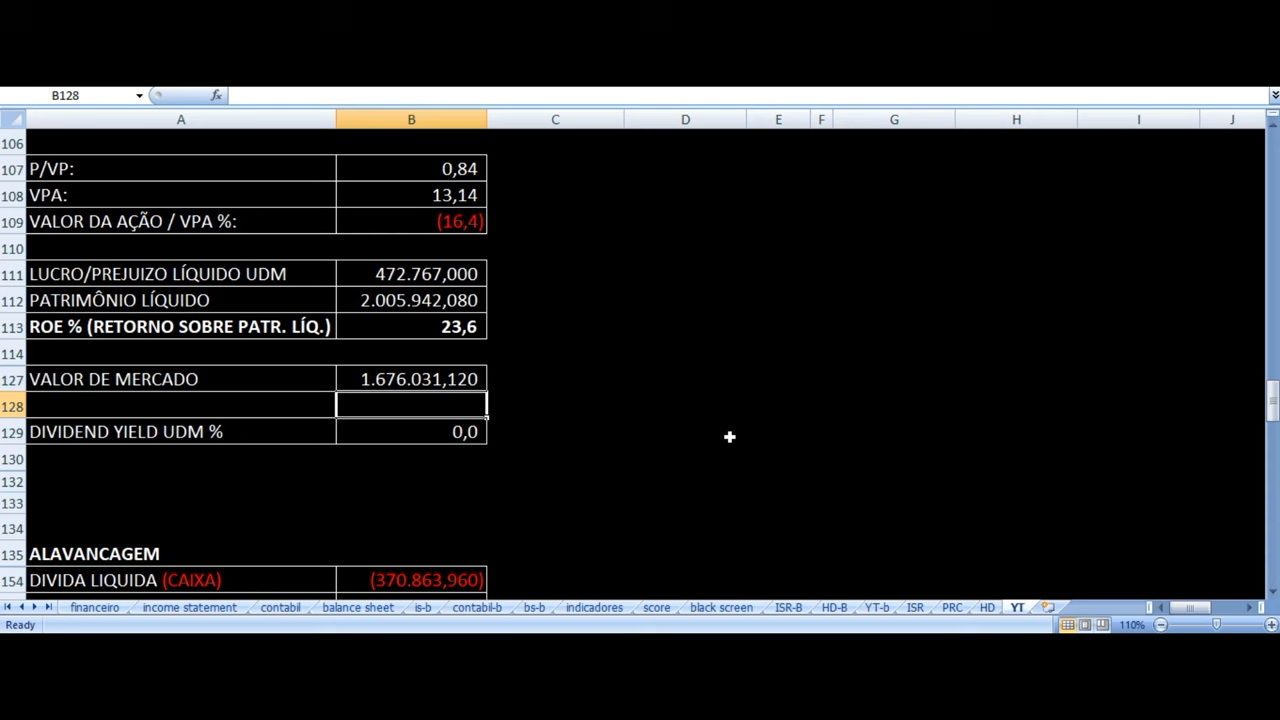 B128
fx
A B C D E F G H I J
106
107 P/VP: 0,84
108 VPA: 13,14
109 VALOR DA AÇÃO / VPA %: (16,4)
110
111 LUCRO/PREJUIZO LÍQUIDO UDM 472.767,000
112 PATRIMÔNIO LÍQUIDO 2.005.942,080
113 ROE % (RETORNO SOBRE PATR. LÍQ.) 23,6
114
127 VALOR DE MERCADO 1.676.031,120
128
129 DIVIDEND YIELD UDM % 0,0
130
132
133
134
135 ALAVANCAGEM
154 DIVIDA LIQUIDA (CAIXA) (370.863,960)
financeiro income statement contabil balance sheet is-b contabil-b bs-b indicadores score black screen ISR-B HD-B YT-b ISR PRC HD YT
Ready 110%